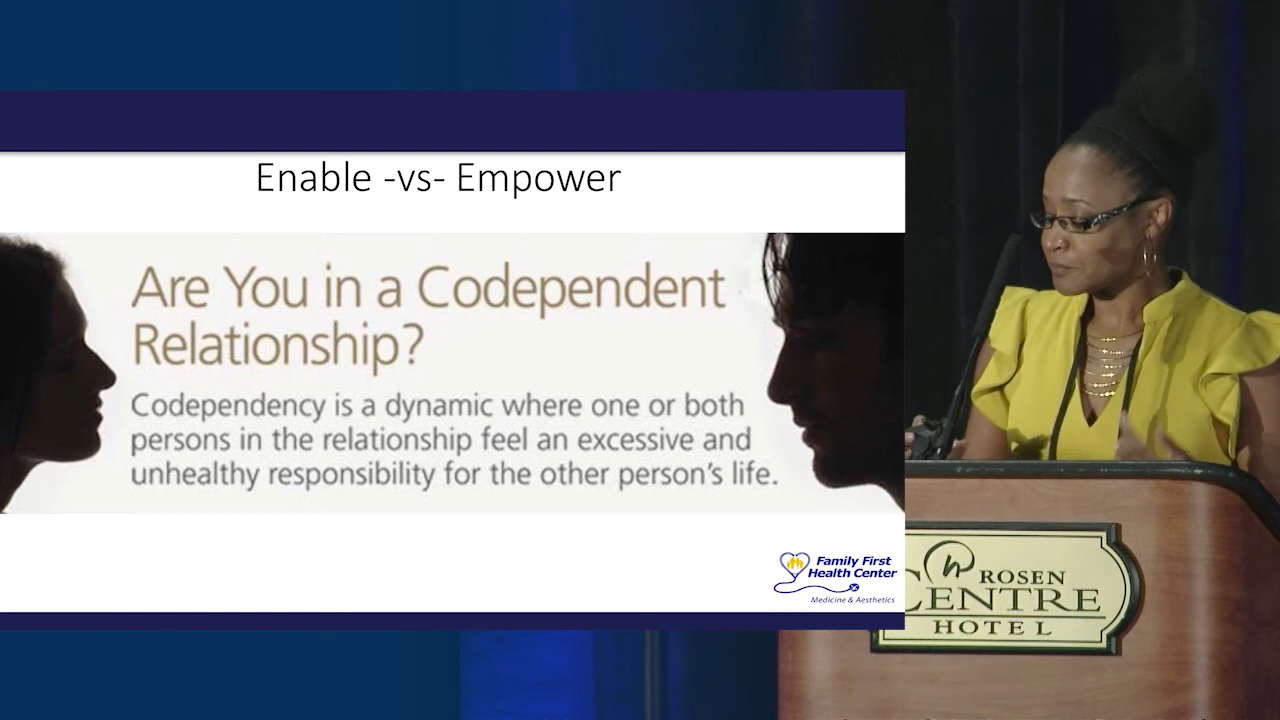 Enable -vs- Empower
Are You in a Codependent
Relationship?
Codependency is a dynamic where one or both
persons in the relationship feel an excessive and
unhealthy responsibility for the other person's life.
Family First
Health Center
Medicine & Aesthetics
ROSEN
CENTRE
HOTEL